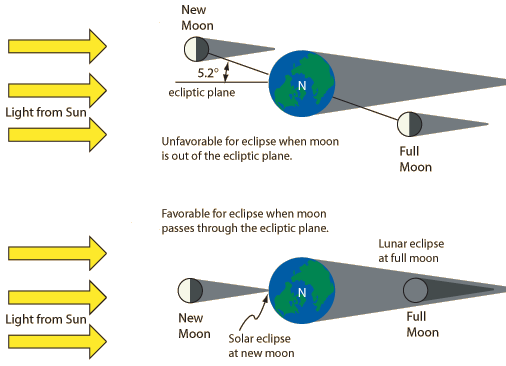 New
Moon
5.2°
ecliptic plane
N
Light from Sun
Unfavorable for eclipse when moon
is out of the ecliptic plane.
Full
Moon
Favorable for eclipse when moon
passes through the ecliptic plane.
Lunar eclipse
at full moon
N
Light from Sun
New
Moon
Solar eclipse
at new moon
Full
Moon